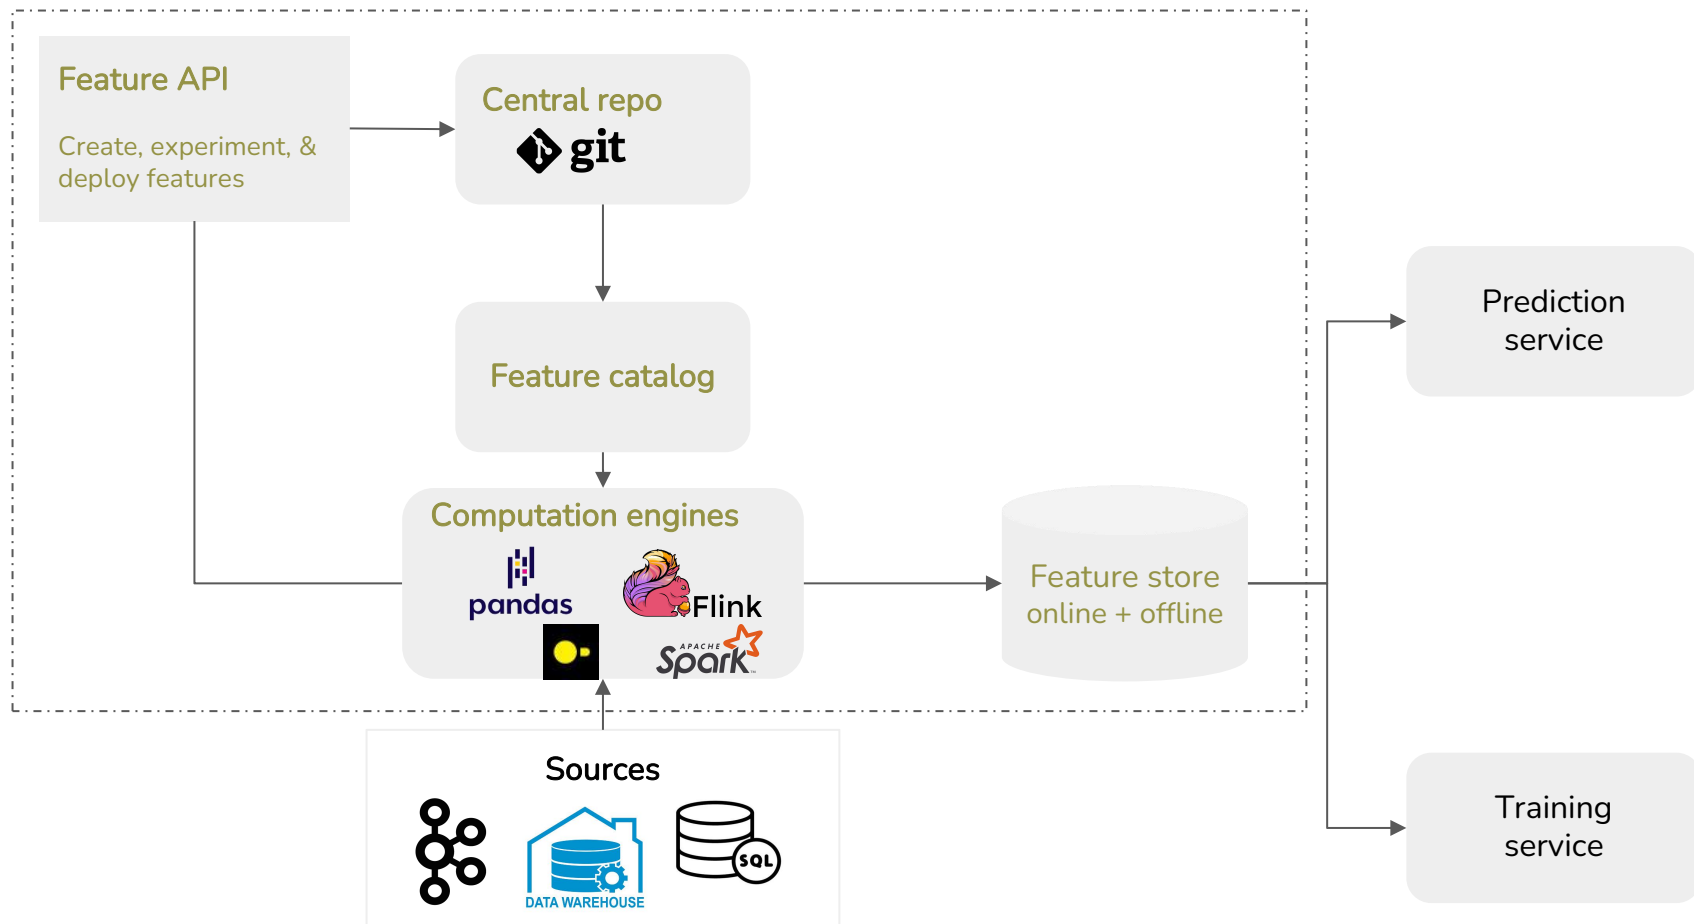 Feature API
Create, experiment, &
deploy features
Central repo
git
Feature catalog
Computation engines
pandas
Flink
APACHE
Spark
TM
Feature store
online + offline
Prediction
service
Training
service
Sources
DATA WAREHOUSE
SQL